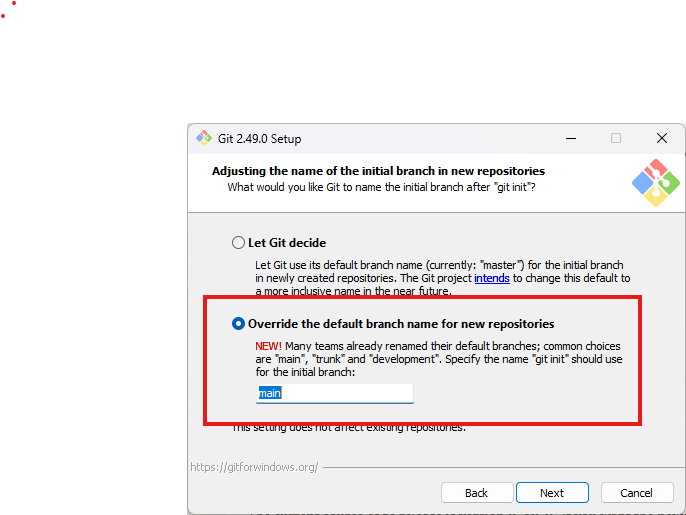 Git 2.49.0 Setup
Adjusting the name of the initial branch in new repositories
What would you like Git to name the initial branch after "git init"?
Let Git decide
Let Git use its default branch name (currently: "master") for the initial branch
in newly created repositories. The Git project intends to change this default to
a more inclusive name in the near future.
Override the default branch name for new repositories
NEW! Many teams already renamed their default branches; common choices
are "main", "trunk" and "development". Specify the name "git init" should use
for the initial branch:
main
This setting does not affect existing repositories.
https://gitforwindows.org/
Back
Next
Cancel